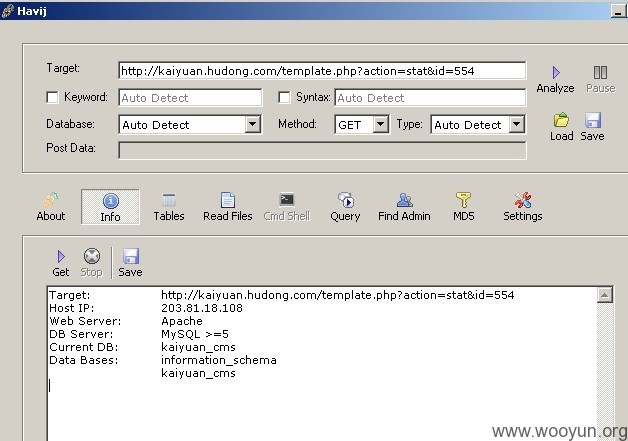 Havij
Target: http://kaiyuan.hudong.com/template.php?action=stat&id=554
Analyze Pause
Keyword: Auto Detect Syntax: Auto Detect
Database: Auto Detect Method: GET Type: Auto Detect
Load Save
Post Data:
About Info Tables Read Files Cmd Shell Query Find Admin MD5 Settings
Get Stop Save
Target: http://kaiyuan.hudong.com/template.php?action=stat&id=554
Host IP: 203.81.18.108
Web Server: Apache
DB Server: MySQL >=5
Current DB: kaiyuan_cms
Data Bases: information_schema
kaiyuan_cms
www.wooyun.org